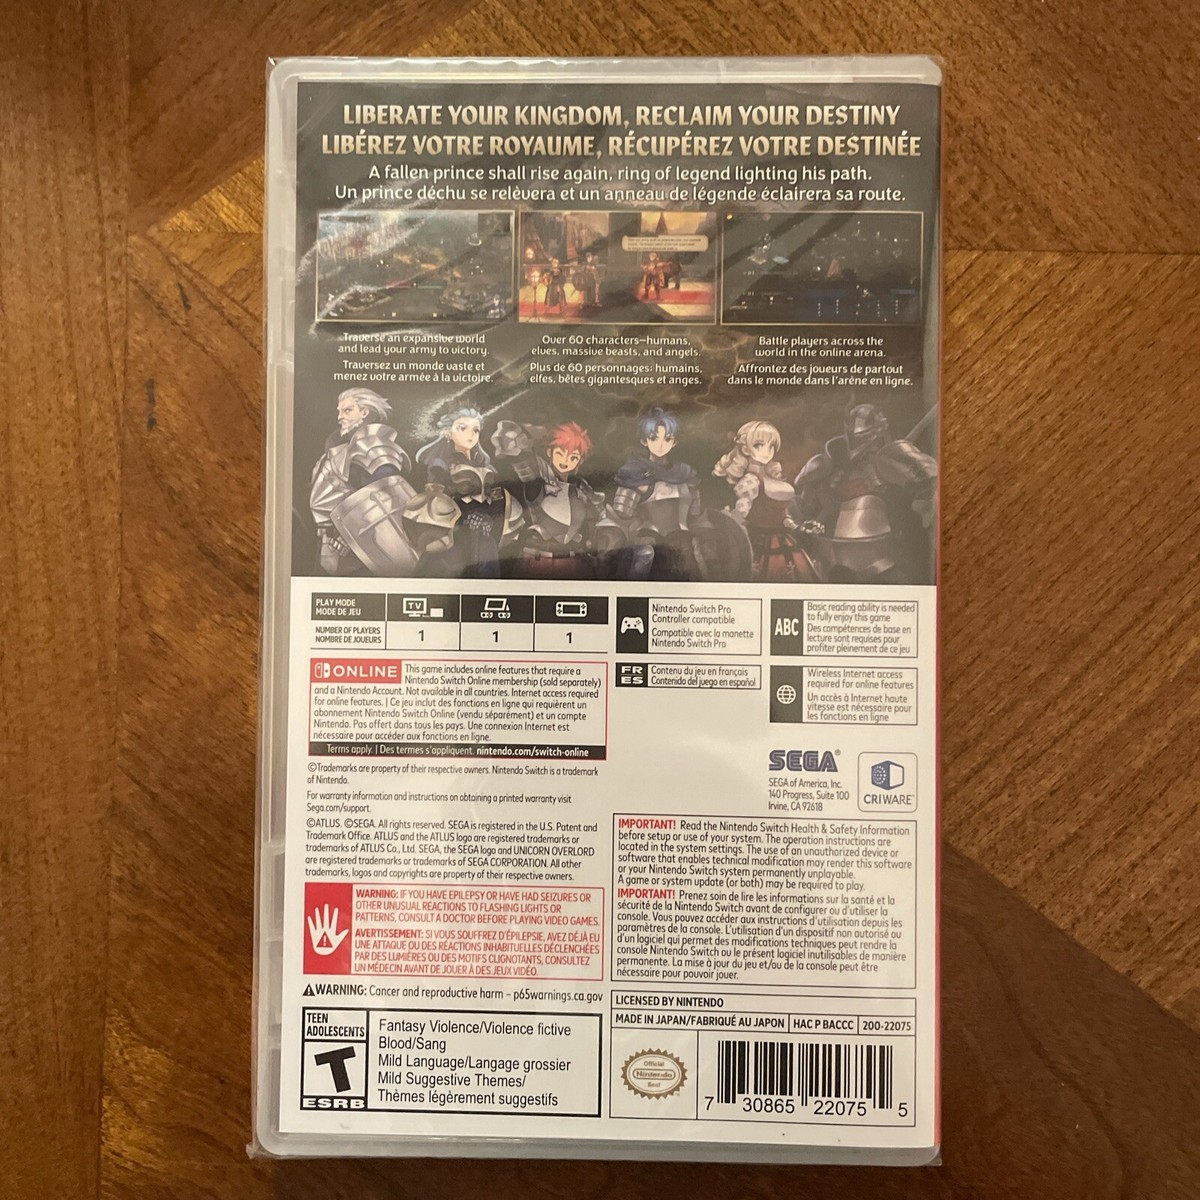 LIBERATE YOUR KINGDOM, RECLAIM YOUR DESTINY
LIBÉREZ VOTRE ROYAUME, RÉCUPÉREZ VOTRE DESTINÉE
A fallen prince shall rise again, ring of legend lighting his path.
Un prince déchu se relèvera et un anneau de légende éclairera sa route.
Traverse an expansive world
and lead your army to victory.
Traversez un monde vaste et
menez votre armée à la victoire.
Over 60 characters—humans,
elves, massive beasts, and angels.
Plus de 60 personnages: humains,
elfes, bêtes gigantesques et anges.
Battle players across the
world in the online arena.
Affrontez des joueurs de partout
dans le monde dans l'arène en ligne.
PLAY MODE
MODE DE JEU
TV
NUMBER OF PLAYERS
NOMBRE DE JOUEURS
1 1 1
Nintendo Switch Pro
Controller compatible
Compatible avec la manette
Nintendo Switch Pro
ABC
Basic reading ability is needed
to fully enjoy this game
Des compétences de base en
lecture sont requises pour
profiter pleinement de ce jeu
FR
ES
Contenu du jeu en français
Contenido del juego en español
Wireless Internet access
required for online features
Un accès à Internet haute
vitesse est nécessaire pour
les fonctions en ligne
ONLINE
This game includes online features that require a
Nintendo Switch Online membership (sold separately)
and a Nintendo Account. Not available in all countries. Internet access required
for online features. | Ce jeu inclut des fonctions en ligne qui requièrent un
abonnement Nintendo Switch Online (vendu séparément) et un compte
Nintendo. Pas offert dans tous les pays. Une connexion Internet est
nécessaire pour accéder aux fonctions en ligne.
Terms apply. | Des termes s'appliquent. nintendo.com/switch-online
©Trademarks are property of their respective owners. Nintendo Switch is a trademark
of Nintendo.
For warranty information and instructions on obtaining a printed warranty visit
Sega.com/support.
©ATLUS. ©SEGA. All rights reserved. SEGA is registered in the U.S. Patent and
Trademark Office. ATLUS and the ATLUS logo are registered trademarks or
trademarks of ATLUS Co., Ltd. SEGA, the SEGA logo and UNICORN OVERLORD
are registered trademarks or trademarks of SEGA CORPORATION. All other
trademarks, logos and copyrights are property of their respective owners.
SEGA®
SEGA of America, Inc.
140 Progress, Suite 100
Irvine, CA 92618
CRIWARE™
IMPORTANT! Read the Nintendo Switch Health & Safety Information
before setup or use of your system. The operation instructions are
located in the system settings. The use of an unauthorized device or
software that enables technical modification may render this software
or your Nintendo Switch system permanently unplayable.
A game or system update (or both) may be required to play.
IMPORTANT! Prenez soin de lire les informations sur la santé et la
sécurité de la Nintendo Switch avant de configurer ou d'utiliser la
console. Vous pouvez accéder aux instructions d'utilisation depuis les
paramètres de la console. L'utilisation d'un dispositif non autorisé ou
d'un logiciel qui permet des modifications techniques peut rendre la
console Nintendo Switch ou le présent logiciel inutilisables de manière
permanente. La mise à jour du jeu et/ou de la console peut être
nécessaire pour pouvoir jouer.
WARNING: IF YOU HAVE EPILEPSY OR HAVE HAD SEIZURES OR
OTHER UNUSUAL REACTIONS TO FLASHING LIGHTS OR
PATTERNS, CONSULT A DOCTOR BEFORE PLAYING VIDEO GAMES.
AVERTISSEMENT: SI VOUS SOUFFREZ D'ÉPILEPSIE, AVEZ DÉJÀ EU
UNE ATTAQUE OU DES RÉACTIONS INHABITUELLES DÉCLENCHÉES
PAR DES LUMIÈRES OU DES MOTIFS CLIGNOTANTS, CONSULTEZ
UN MÉDECIN AVANT DE JOUER À DES JEUX VIDÉO.
WARNING: Cancer and reproductive harm - p65warnings.ca.gov
TEEN
ADOLESCENTS
T
ESRB
Fantasy Violence/Violence fictive
Blood/Sang
Mild Language/Langage grossier
Mild Suggestive Themes/
Thèmes légèrement suggestifs
LICENSED BY NINTENDO
MADE IN JAPAN/FABRIQUÉ AU JAPON HAC P BACCC 200-22075
Official
Nintendo
Seal
7 30865 22075 5